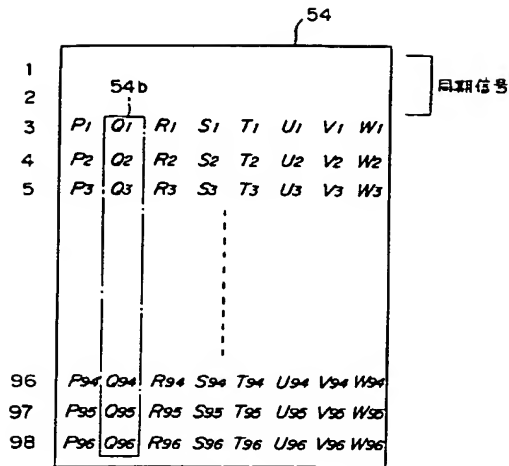 54
1
54b
同期信号
2
3 P1 Q1 R1 S1 T1 U1 V1 W1
4 P2 Q2 R2 S2 T2 U2 V2 W2
5 P3 Q3 R3 S3 T3 U3 V3 W3
96 P94 Q94 R94 S94 T94 U94 V94 W94
97 P95 Q95 R95 S95 T95 U95 V95 W95
98 P96 Q96 R96 S96 T96 U96 V96 W96